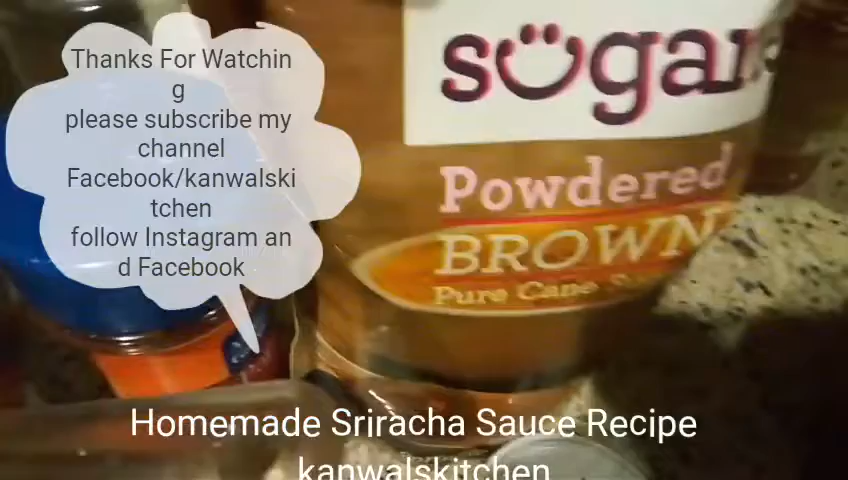 Thanks For Watchin
g
please subscribe my
channel
Facebook/kanwalski
tchen
follow Instagram an
d Facebook
sugar
Powdered
BROWN
Pure Cane
Homemade Sriracha Sauce Recipe
kanwalskitchen